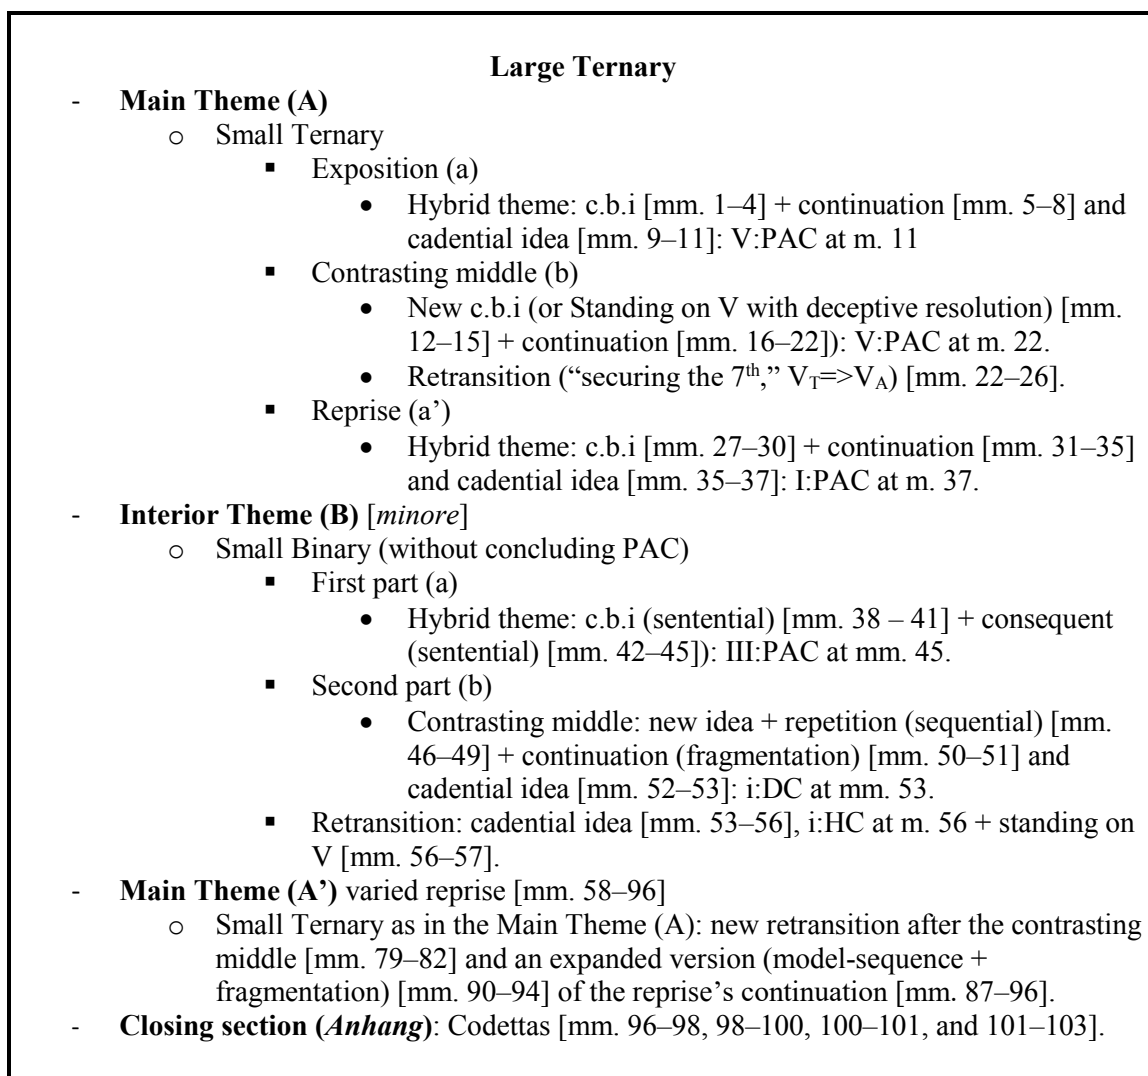 Large Ternary
- Main Theme (A)
o Small Ternary
▪ Exposition (a)
• Hybrid theme: c.b.i [mm. 1–4] + continuation [mm. 5–8] and
cadential idea [mm. 9–11]: V:PAC at m. 11
▪ Contrasting middle (b)
• New c.b.i (or Standing on V with deceptive resolution) [mm.
12–15] + continuation [mm. 16–22]): V:PAC at m. 22.
• Retransition (“securing the 7th,” VT=>VA) [mm. 22–26].
▪ Reprise (a’)
• Hybrid theme: c.b.i [mm. 27–30] + continuation [mm. 31–35]
and cadential idea [mm. 35–37]: I:PAC at m. 37.
- Interior Theme (B) [minore]
o Small Binary (without concluding PAC)
▪ First part (a)
• Hybrid theme: c.b.i (sentential) [mm. 38 – 41] + consequent
(sentential) [mm. 42–45]): III:PAC at mm. 45.
▪ Second part (b)
• Contrasting middle: new idea + repetition (sequential) [mm.
46–49] + continuation (fragmentation) [mm. 50–51] and
cadential idea [mm. 52–53]: i:DC at mm. 53.
▪ Retransition: cadential idea [mm. 53–56], i:HC at m. 56 + standing on
V [mm. 56–57].
- Main Theme (A’) varied reprise [mm. 58–96]
o Small Ternary as in the Main Theme (A): new retransition after the contrasting
middle [mm. 79–82] and an expanded version (model-sequence +
fragmentation) [mm. 90–94] of the reprise’s continuation [mm. 87–96].
- Closing section (Anhang): Codettas [mm. 96–98, 98–100, 100–101, and 101–103].